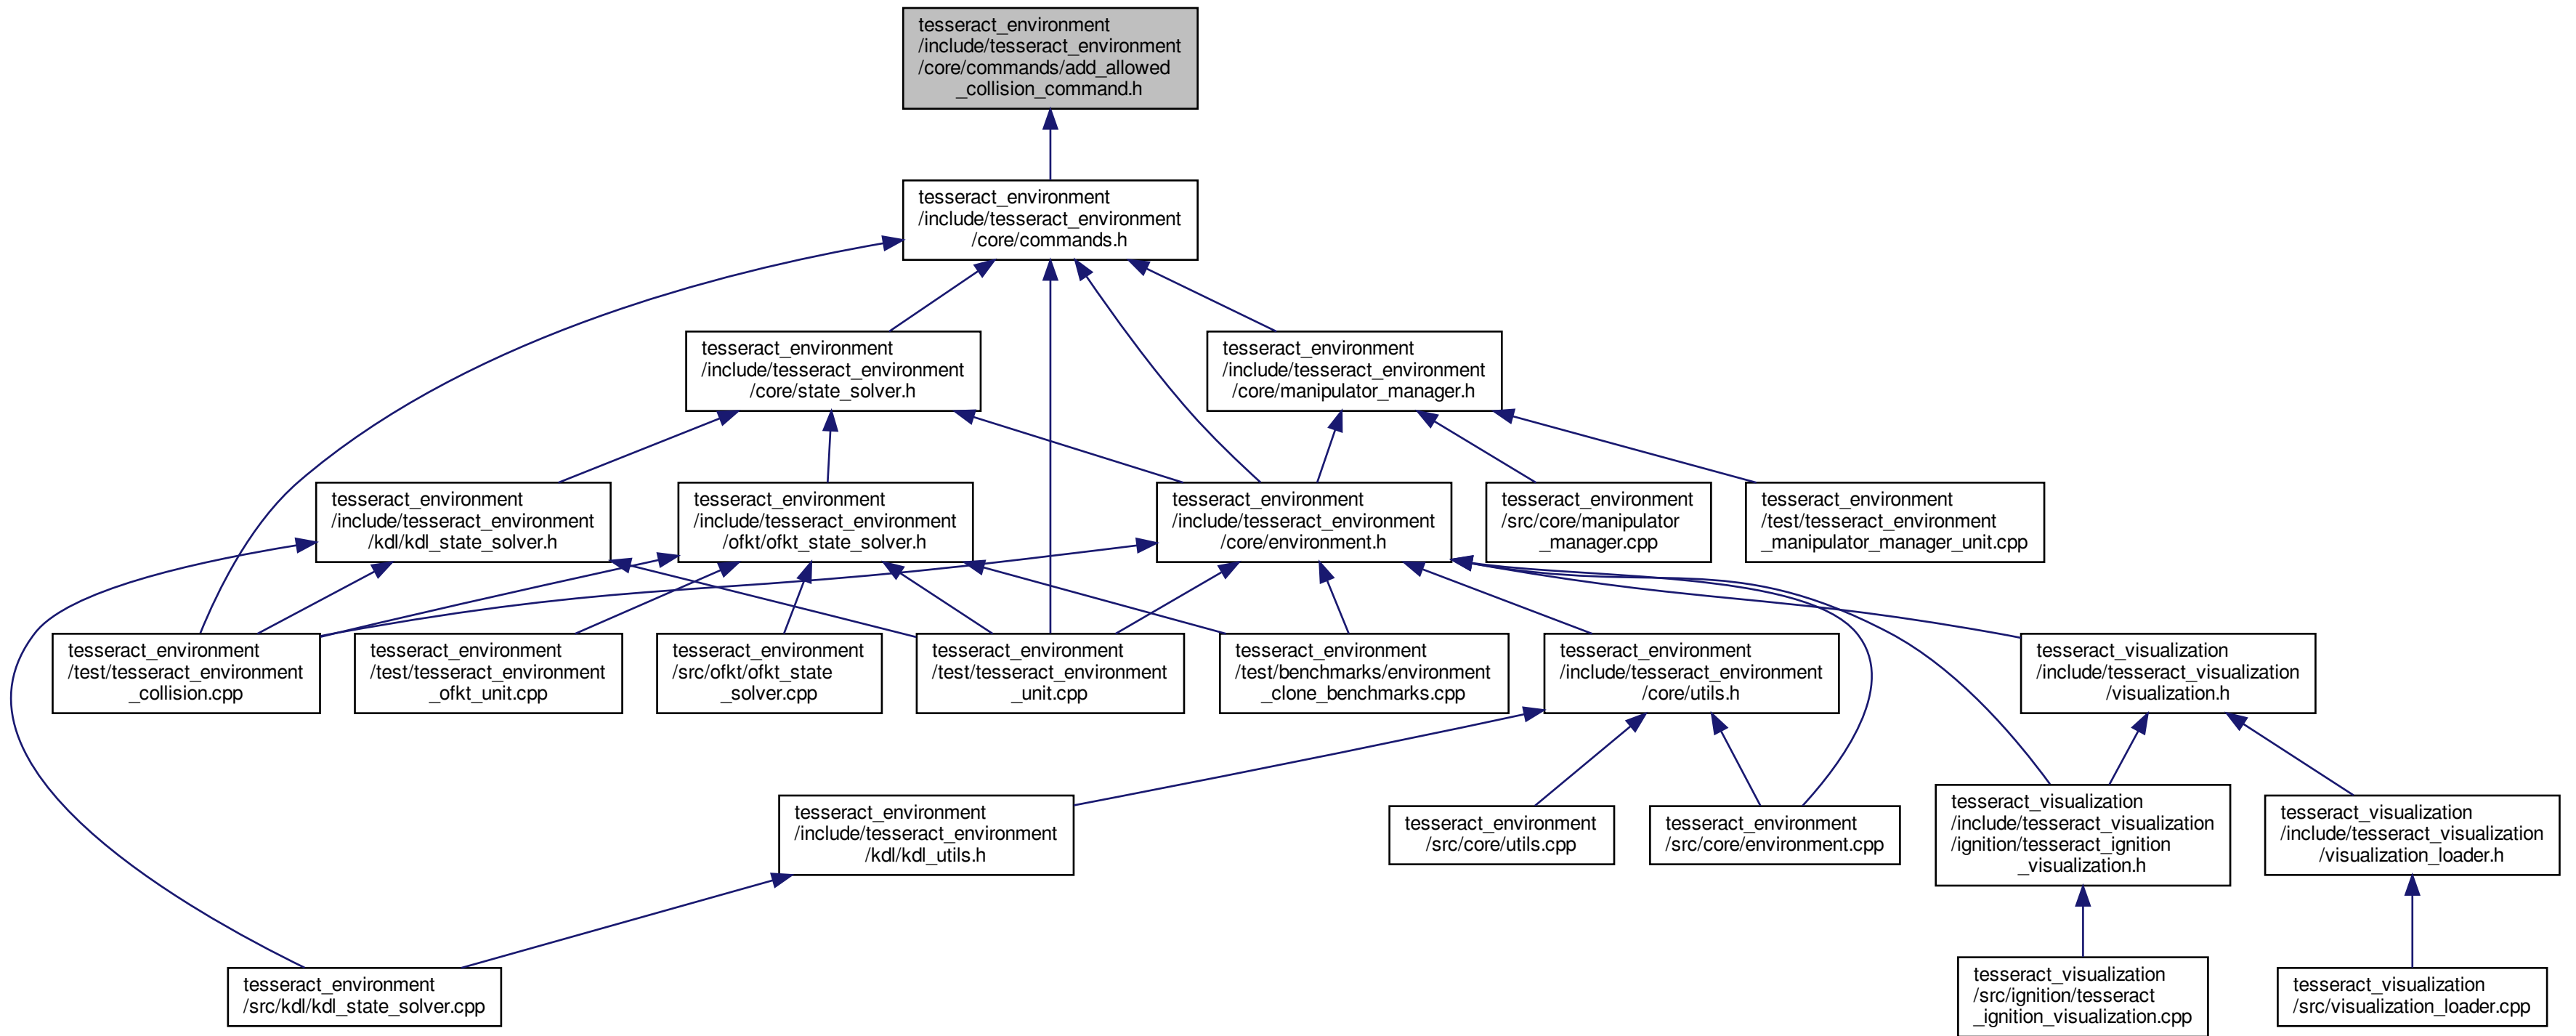 tesseract_environment
/include/tesseract_environment
/core/commands/add_allowed
_collision_command.h
tesseract_environment
/include/tesseract_environment
/core/commands.h
tesseract_environment
/include/tesseract_environment
/core/state_solver.h
tesseract_environment
/include/tesseract_environment
/core/manipulator_manager.h
tesseract_environment
/include/tesseract_environment
/kdl/kdl_state_solver.h
tesseract_environment
/include/tesseract_environment
/ofkt/ofkt_state_solver.h
tesseract_environment
/include/tesseract_environment
/core/environment.h
tesseract_environment
/src/core/manipulator
_manager.cpp
tesseract_environment
/test/tesseract_environment
_manipulator_manager_unit.cpp
tesseract_environment
/test/tesseract_environment
_collision.cpp
tesseract_environment
/test/tesseract_environment
_ofkt_unit.cpp
tesseract_environment
/src/ofkt/ofkt_state
_solver.cpp
tesseract_environment
/test/tesseract_environment
_unit.cpp
tesseract_environment
/test/benchmarks/environment
_clone_benchmarks.cpp
tesseract_environment
/include/tesseract_environment
/core/utils.h
tesseract_visualization
/include/tesseract_visualization
/visualization.h
tesseract_environment
/include/tesseract_environment
/kdl/kdl_utils.h
tesseract_environment
/src/core/utils.cpp
tesseract_environment
/src/core/environment.cpp
tesseract_visualization
/include/tesseract_visualization
/ignition/tesseract_ignition
_visualization.h
tesseract_visualization
/include/tesseract_visualization
/visualization_loader.h
tesseract_environment
/src/kdl/kdl_state_solver.cpp
tesseract_visualization
/src/ignition/tesseract
_ignition_visualization.cpp
tesseract_visualization
/src/visualization_loader.cpp